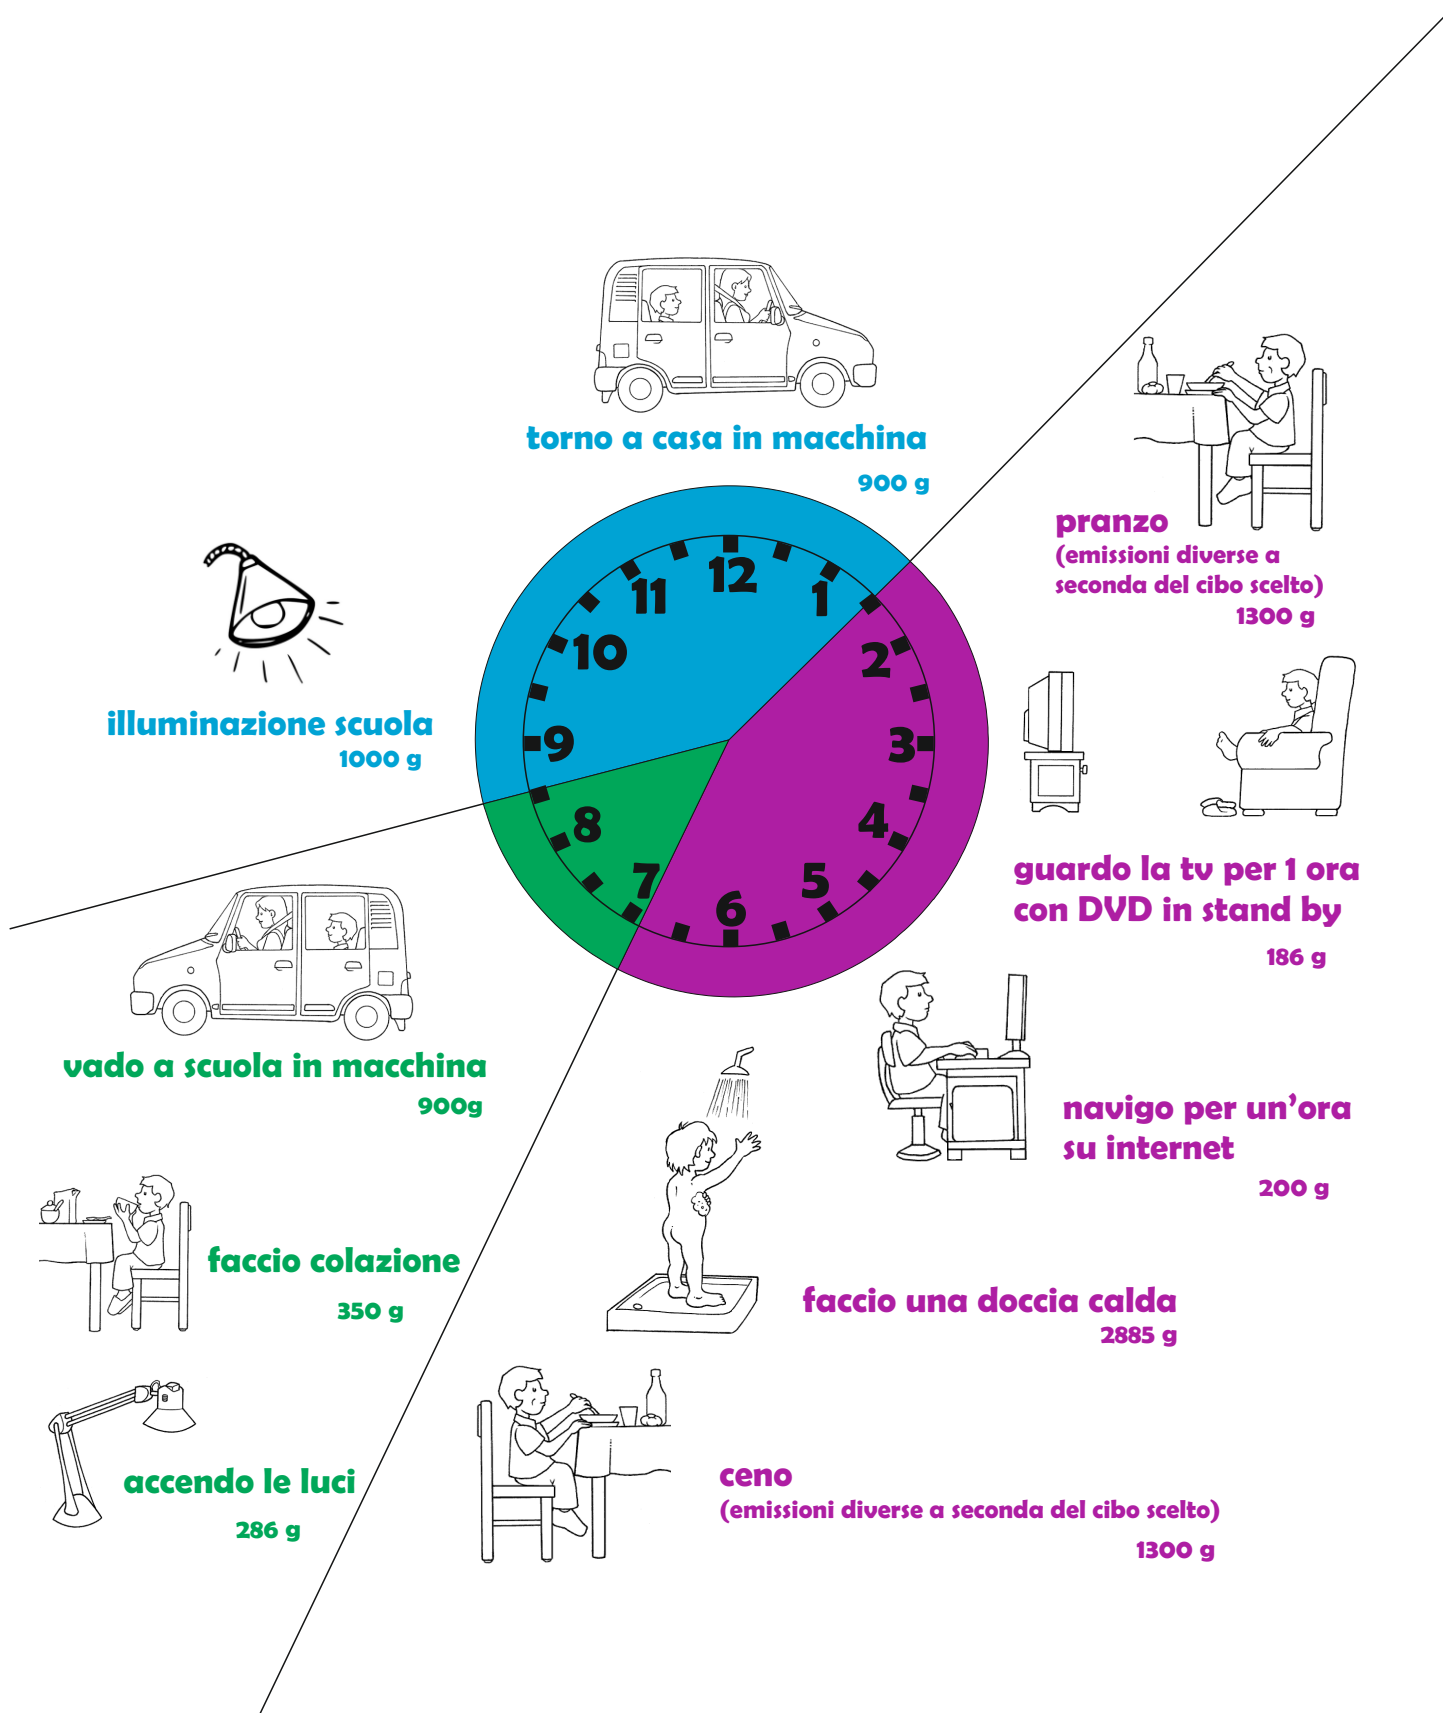 torno a casa in macchina
900 g
pranzo
(emissioni diverse a
seconda del cibo scelto)
1300 g
12
11
1
10
2
9
3
8
4
7
5
6
illuminazione scuola
1000 g
guardo la tv per 1 ora
con DVD in stand by
186 g
vado a scuola in macchina
900g
navigo per un’ora
su internet
200 g
faccio colazione
350 g
faccio una doccia calda
2885 g
accendo le luci
286 g
ceno
(emissioni diverse a seconda del cibo scelto)
1300 g